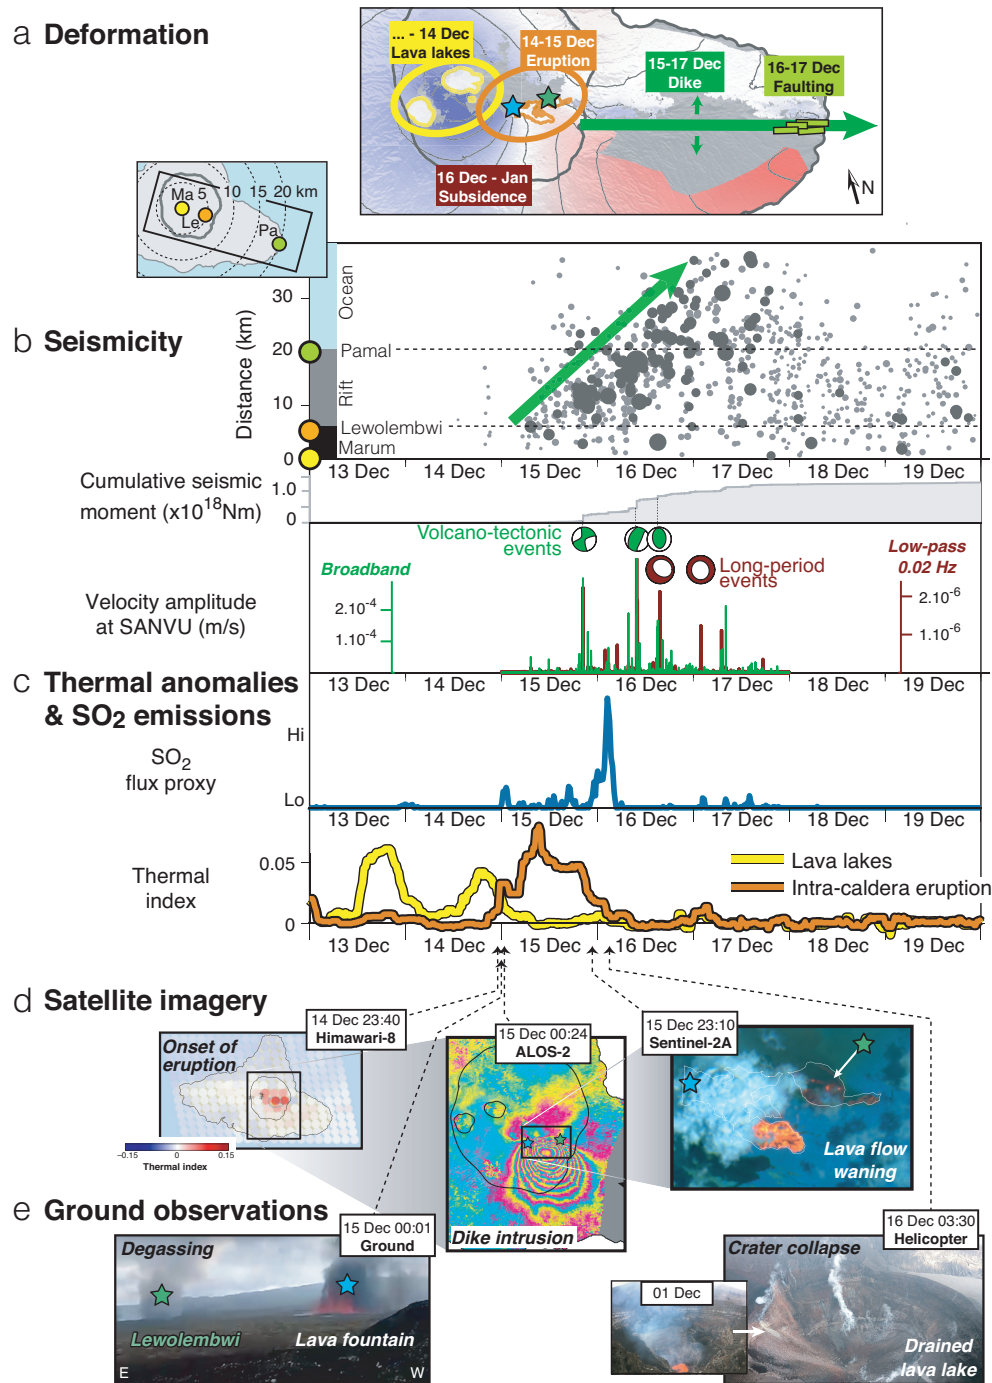 a Deformation
... - 14 Dec
Lava lakes
14-15 Dec
Eruption
15-17 Dec
Dike
16-17 Dec
Faulting
16 Dec - Jan
Subsidence
N
Ma 5 10 15 20 km
Le
Pa
b Seismicity
Distance (km)
30
20
10
0
Ocean
Rift
Pamal
Lewolembwi
Marum
13 Dec 14 Dec 15 Dec 16 Dec 17 Dec 18 Dec 19 Dec
Cumulative seismic
moment (x10^18Nm)
1.0
0
Volcano-tectonic
events
Long-period
events
Broadband
Low-pass
0.02 Hz
Velocity amplitude
at SANVU (m/s)
2.10^-4
1.10^-4
2.10^-6
1.10^-6
13 Dec 14 Dec 15 Dec 16 Dec 17 Dec 18 Dec 19 Dec
c Thermal anomalies
& SO2 emissions
SO2
flux proxy
Hi
Lo
13 Dec 14 Dec 15 Dec 16 Dec 17 Dec 18 Dec 19 Dec
Thermal
index
0.05
0
Lava lakes
Intra-caldera eruption
13 Dec 14 Dec 15 Dec 16 Dec 17 Dec 18 Dec 19 Dec
d Satellite imagery
14 Dec 23:40
Himawari-8
Onset of
eruption
-0.15 0 0.15
Thermal index
15 Dec 00:24
ALOS-2
Dike intrusion
15 Dec 23:10
Sentinel-2A
Lava flow
waning
e Ground observations
15 Dec 00:01
Ground
Degassing
Lewolembwi
Lava fountain
E W
16 Dec 03:30
Helicopter
Crater collapse
01 Dec
Drained
lava lake